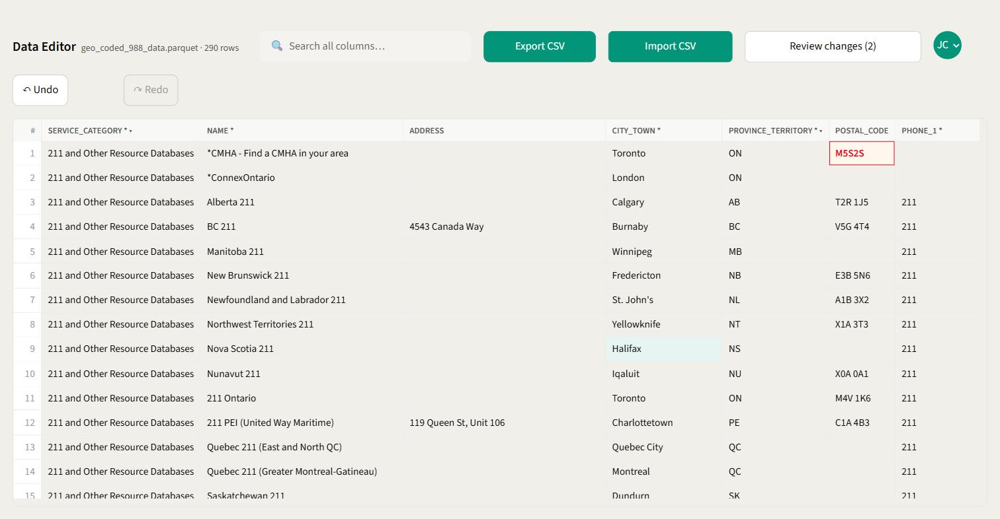 Data Editor geo_coded_988_data.parquet · 290 rows 🔍 Search all columns… Export CSV Import CSV Review changes (2) JC
↶ Undo ↷ Redo
# SERVICE_CATEGORY * ▾ NAME * ADDRESS CITY_TOWN * PROVINCE_TERRITORY * ▾ POSTAL_CODE PHONE_1 *
1 211 and Other Resource Databases *CMHA - Find a CMHA in your area Toronto ON M5S2S
2 211 and Other Resource Databases *ConnexOntario London ON
3 211 and Other Resource Databases Alberta 211 Calgary AB T2R 1J5 211
4 211 and Other Resource Databases BC 211 4543 Canada Way Burnaby BC V5G 4T4 211
5 211 and Other Resource Databases Manitoba 211 Winnipeg MB 211
6 211 and Other Resource Databases New Brunswick 211 Fredericton NB E3B 5N6 211
7 211 and Other Resource Databases Newfoundland and Labrador 211 St. John's NL A1B 3X2 211
8 211 and Other Resource Databases Northwest Territories 211 Yellowknife NT X1A 3T3 211
9 211 and Other Resource Databases Nova Scotia 211 Halifax NS 211
10 211 and Other Resource Databases Nunavut 211 Iqaluit NU X0A 0A1 211
11 211 and Other Resource Databases 211 Ontario Toronto ON M4V 1K6 211
12 211 and Other Resource Databases 211 PEI (United Way Maritime) 119 Queen St, Unit 106 Charlottetown PE C1A 4B3 211
13 211 and Other Resource Databases Quebec 211 (East and North QC) Quebec City QC 211
14 211 and Other Resource Databases Quebec 211 (Greater Montreal-Gatineau) Montreal QC 211
15 211 and Other Resource Databases Saskatchewan 211 Dundurn SK 211